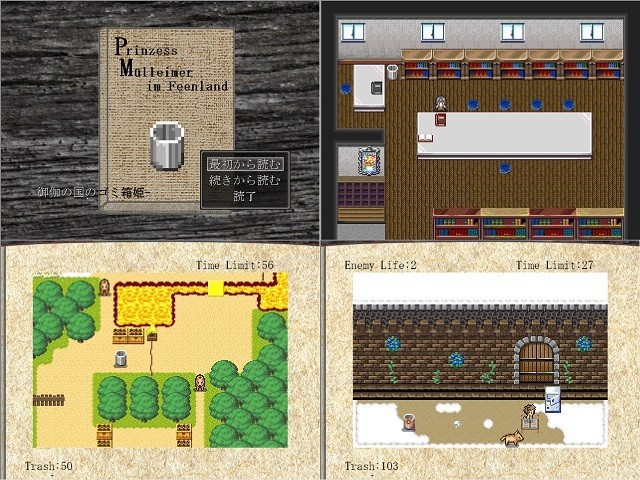 Prinzess
Mülleimer
im Feenland
最初から読む
続きから読む
読了
-御伽の国のゴミ箱姫-
Time Limit:56
Trash:50
Enemy Life:2
Time Limit:27
Trash:103